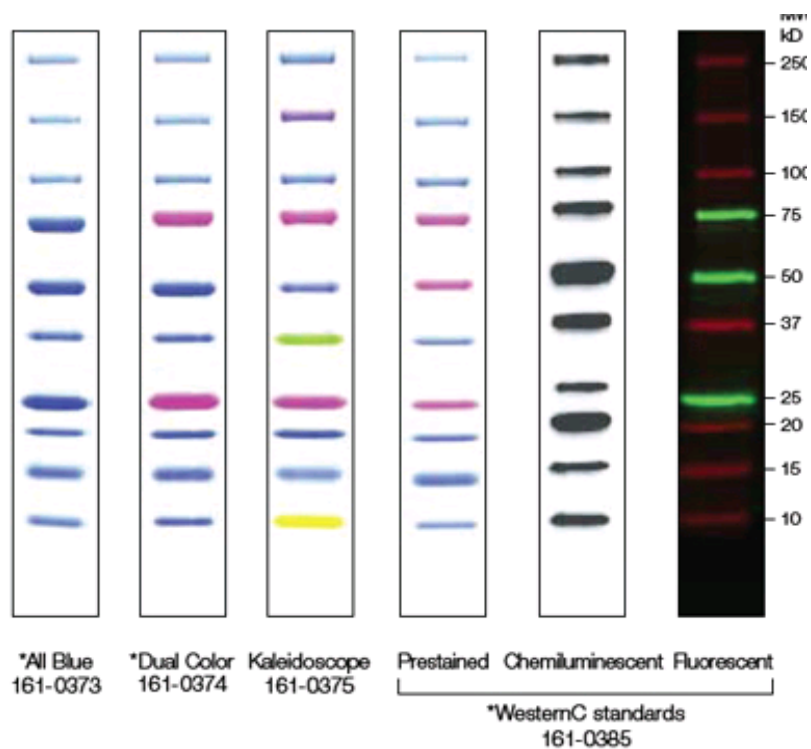 MW
kD
250
150
100
75
50
37
25
20
15
10
*All Blue
161-0373
*Dual Color
161-0374
Kaleidoscope
161-0375
Prestained
Chemiluminescent
Fluorescent
*WesternC standards
161-0385